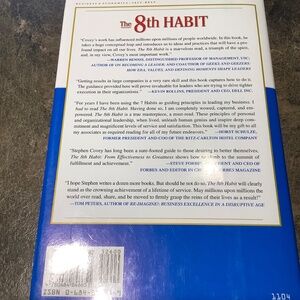 BUSINESS ECONOMICS / SELF-HELP
The 8th HABIT
"Covey's work has influenced millions upon millions of people worldwide. In this book, he
takes a huge conceptual leap and introduces us to ideas and practices that will have a pro-
found impact on all our lives. The 8th Habit is a marvelous read, a triumph of the spirit,
and, in my view, Covey's most important work."
—WARREN BENNIS, DISTINGUISHED PROFESSOR OF MANAGEMENT, USC;
AUTHOR OF ON BECOMING A LEADER AND COAUTHOR OF GEEKS AND GEEZERS:
HOW ERA, VALUES, AND DEFINING MOMENTS SHAPE LEADERS
"Getting results in large companies is a very rare skill and this book captures how to do it.
The guidance provided here will prove invaluable for leaders who are trying to drive tighter
execution in their organizations."
—KEVIN ROLLINS, PRESIDENT AND CEO, DELL INC.
"For years I have been using the 7 Habits as guiding principles in leading my business. I
had to read The 8th Habit. Having done so, I am completely wowed, captured, and em-
powered. The 8th Habit is a true masterpiece, a must-read. These principles of personal
and organizational leadership, when lived, unleash human genius and inspire deep com-
mitment and magnificent levels of service and satisfaction. This book will be my gift to all
my associates as required reading for all of my future endeavors."
—HORST SCHULZE,
FORMER PRESIDENT AND COO OF THE RITZ-CARLTON HOTEL COMPANY
"Stephen Covey has long been a sure-footed guide to those desiring to better themselves.
The 8th Habit: From Effectiveness to Greatness shows how to climb to the summit of
fulfillment and achievement."
—STEVE FORBES, PRESIDENT AND CEO OF
FORBES AND EDITOR IN CHIEF, FORBES MAGAZINE
"I hope Stephen writes a dozen more books. But should he not do so, The 8th Habit will clearly
stand as the crowning achievement of a lifetime of service. May millions upon millions the
world over read, share, and be moved to firmly grasp the reins of their lives as a result!"
—TOM PETERS, AUTHOR OF RE-IMAGINE!: BUSINESS EXCELLENCE IN A DISRUPTIVE AGE
ISBN 0-684-
1104